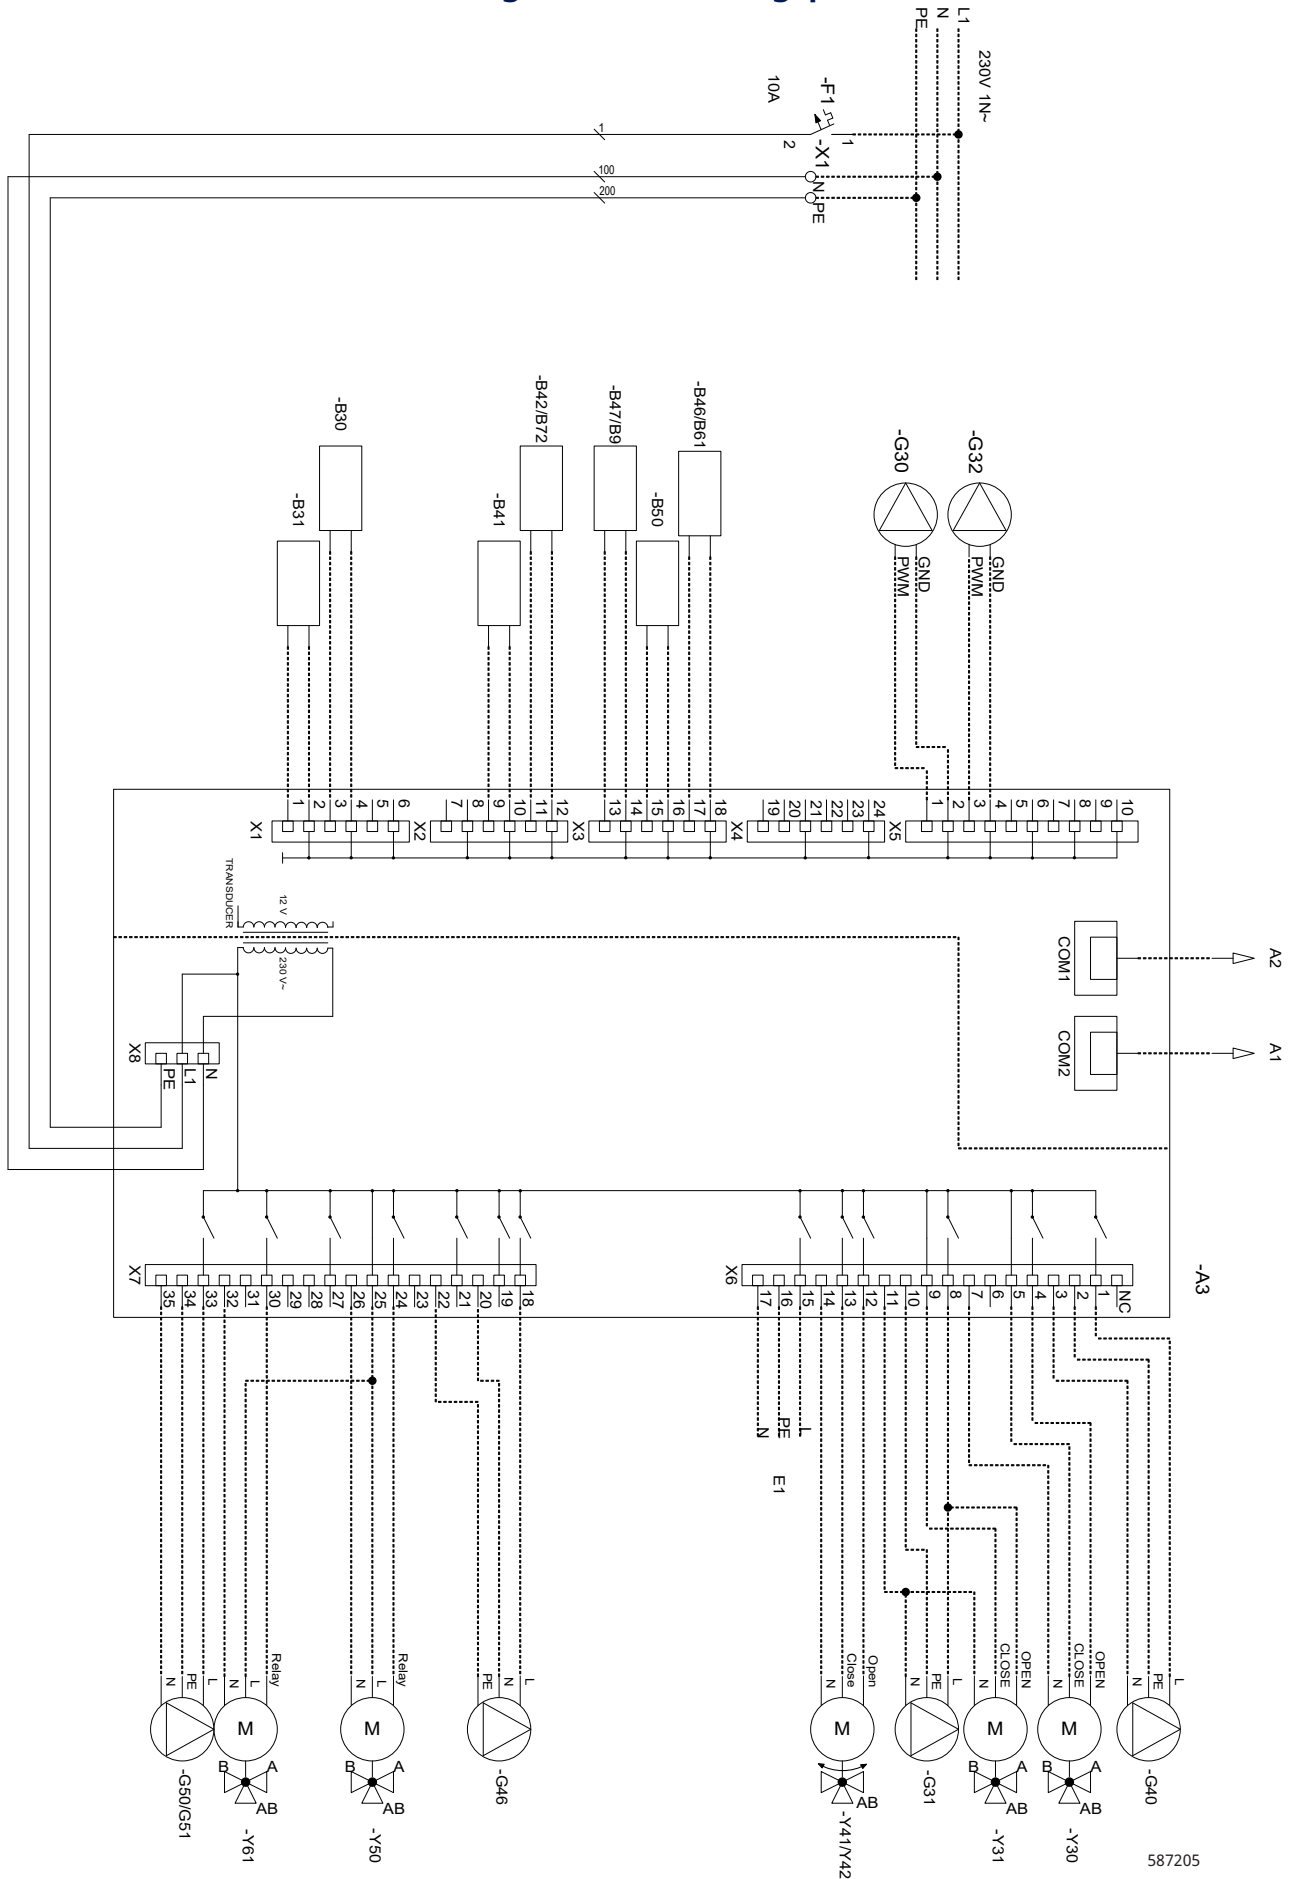 L1
N
PE
230V 1N~
-F1
10A
1
2
-X1
N
PE
1
100
200
-B46/B61
-B42/B72
-B47/B9
-B30
-G32
-G30
-B31
-B41
-B50
GND
PWM
GND
PWM
1
2
3
4
5
6
7
8
9
10
11
12
13
14
15
16
17
18
19
20
21
22
23
24
1
2
3
4
5
6
7
8
9
10
X1
X2
X3
X4
X5
TRANSDUCER
12 V
230 V~
COM1
A2
COM2
A1
X8
PE
L1
N
-A3
X7
35
34
33
32
31
30
29
28
27
26
25
24
23
22
21
20
19
18
X6
17
16
15
14
13
12
11
10
9
8
7
6
5
4
3
2
1
NC
N
PE
L
E1
N
PE
L
N
L
Relay
N
L
Relay
PE
N
L
N
Close
Open
N
PE
L
N
CLOSE
OPEN
N
CLOSE
OPEN
N
PE
L
M
M
M
M
M
B
A
AB
B
A
AB
AB
B
A
AB
B
A
AB
-G50/G51
-Y61
-Y50
-G46
-Y41/Y42
-G31
-Y31
-Y30
-G40
587205